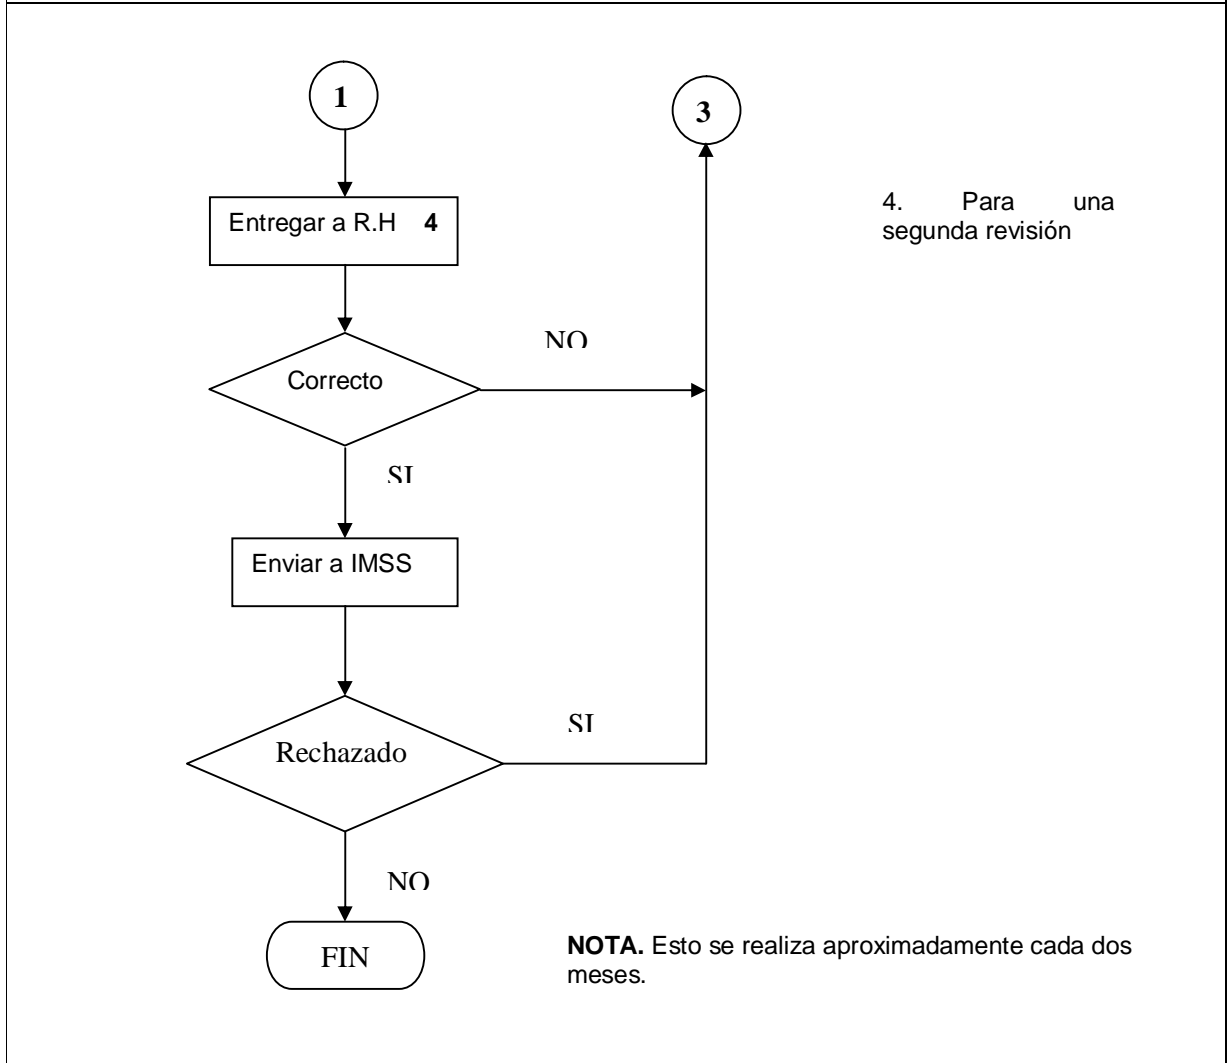 1
3
4. Para una
segunda revisión
Entregar a R.H 4
NO
Correcto
SI
Enviar a IMSS
SI
Rechazado
NO
FIN
NOTA. Esto se realiza aproximadamente cada dos
meses.